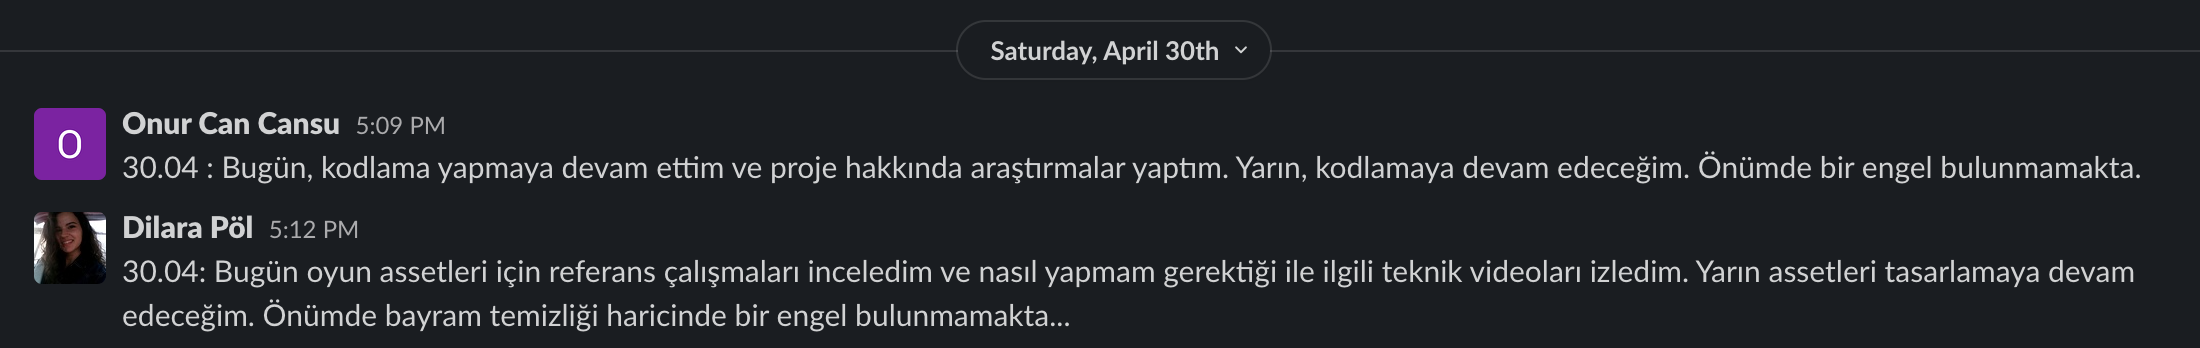 Saturday, April 30th
O
Onur Can Cansu 5:09 PM
30.04 : Bugün, kodlama yapmaya devam ettim ve proje hakkında araştırmalar yaptım. Yarın, kodlamaya devam edeceğim. Önümde bir engel bulunmamakta.
Dilara Pöl 5:12 PM
30.04: Bugün oyun assetleri için referans çalışmaları inceledim ve nasıl yapmam gerektiği ile ilgili teknik videoları izledim. Yarın assetleri tasarlamaya devam
edeceğim. Önümde bayram temizliği haricinde bir engel bulunmamakta...